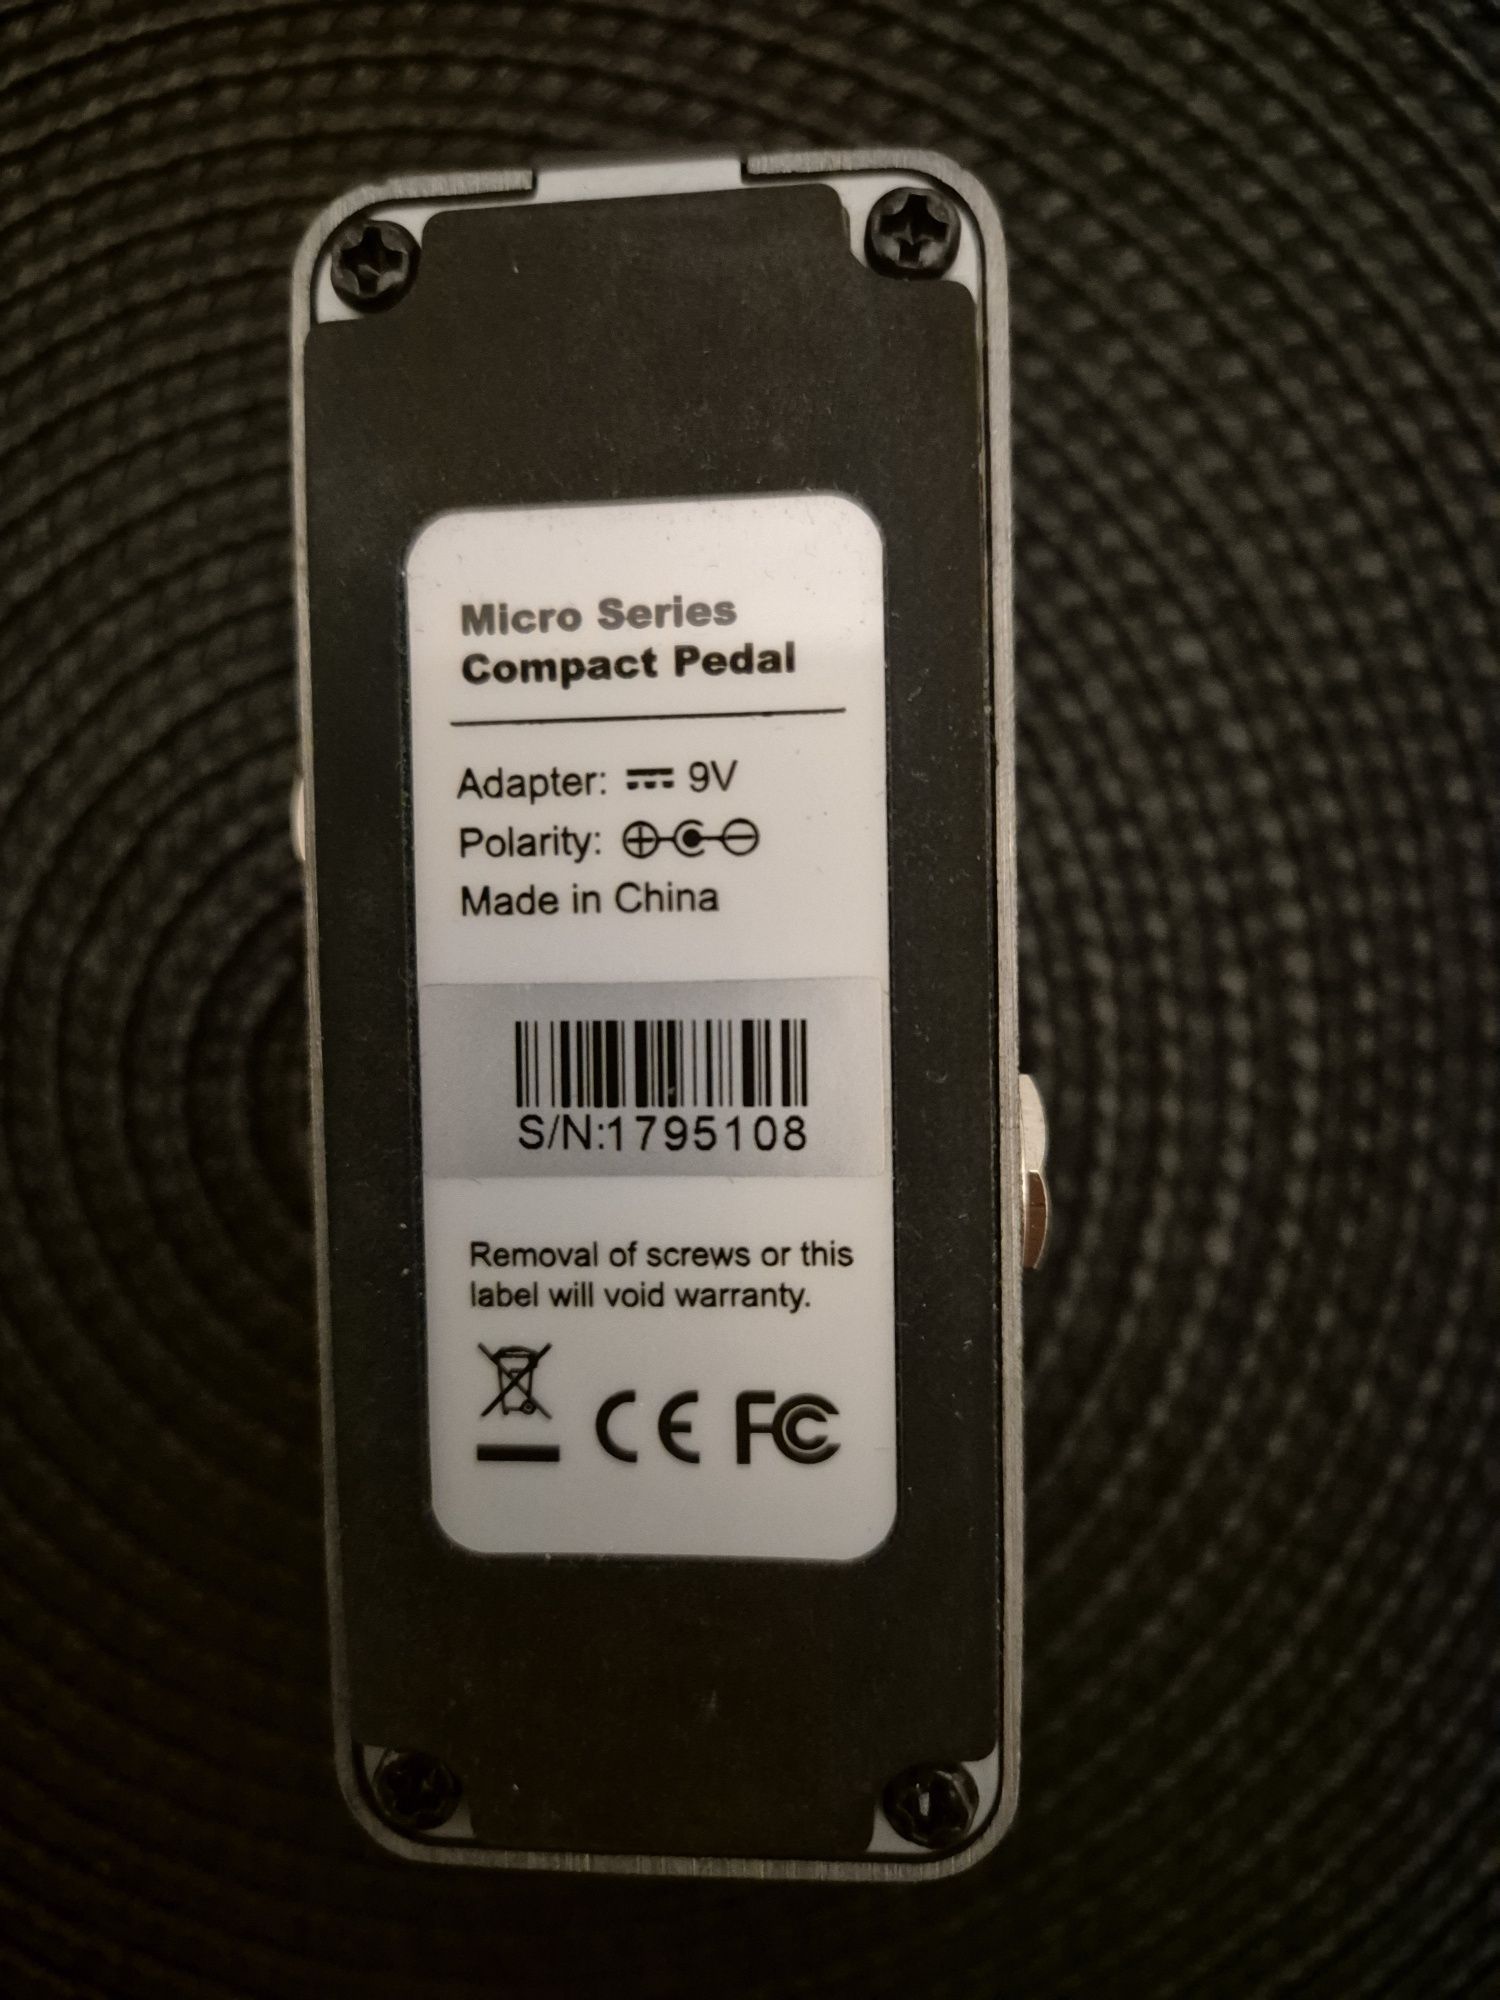 Micro Series
Compact Pedal
Adapter: ⎓ 9V
Polarity:
Made in China
S/N:1795108
Removal of screws or this
label will void warranty.
CE FC